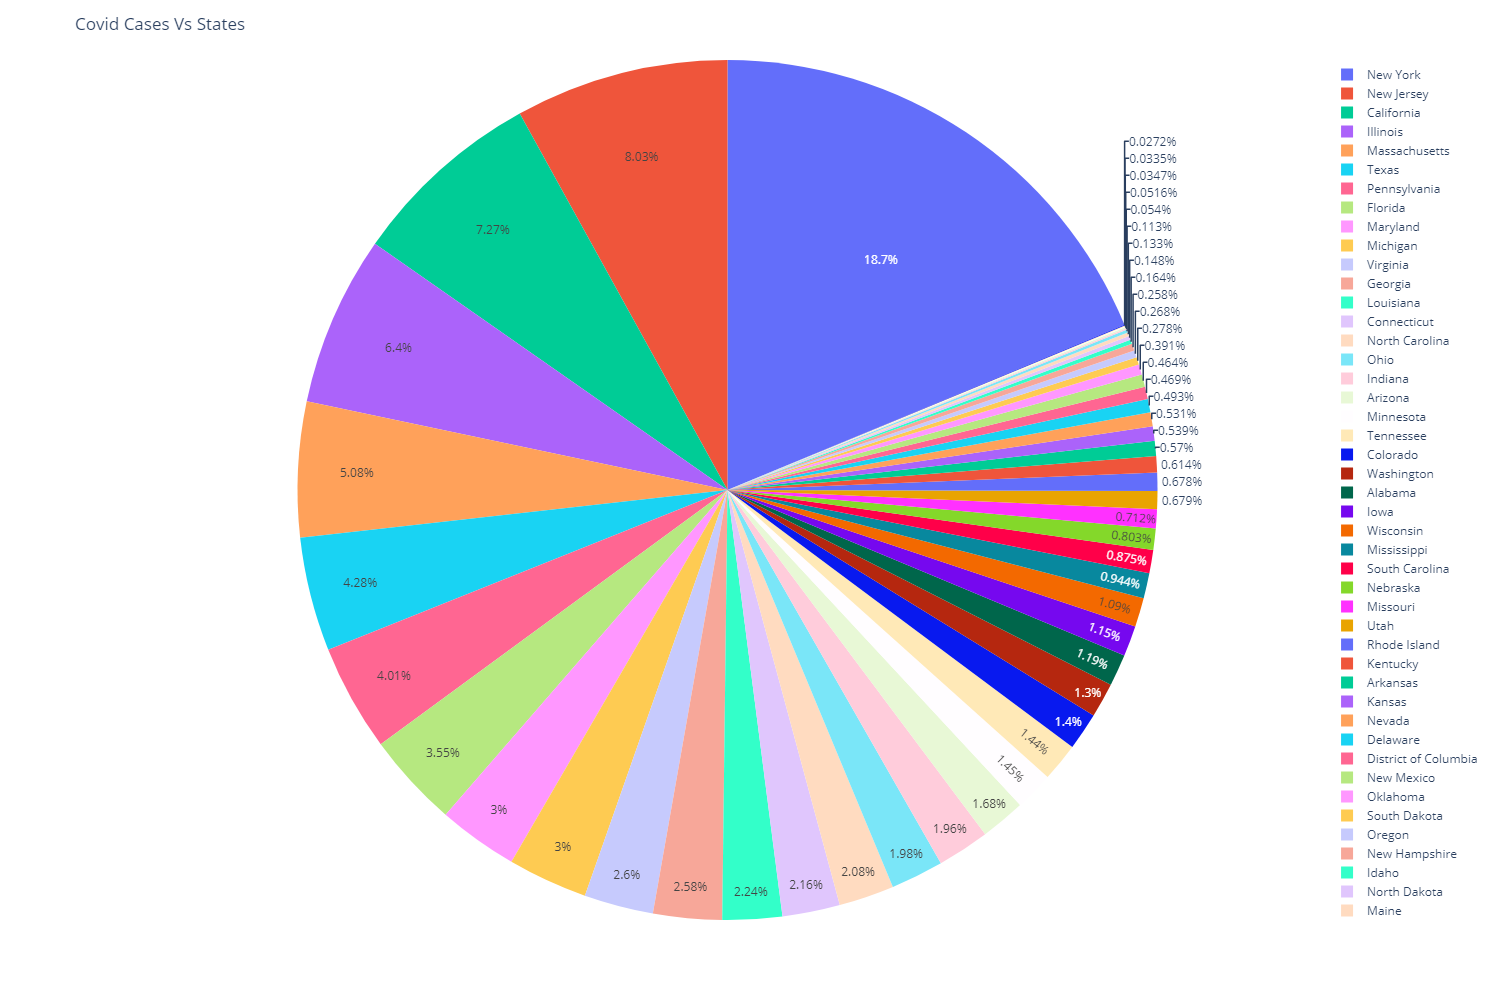 Covid Cases Vs States
18.7%
8.03%
7.27%
6.4%
5.08%
4.28%
4.01%
3.55%
3%
3%
2.6%
2.58%
2.24%
2.16%
2.08%
1.98%
1.96%
1.68%
1.45%
1.44%
1.4%
1.3%
1.19%
1.15%
1.09%
0.944%
0.875%
0.803%
0.712%
0.679%
0.678%
0.614%
0.57%
0.539%
0.531%
0.493%
0.469%
0.464%
0.391%
0.278%
0.268%
0.258%
0.164%
0.148%
0.133%
0.113%
0.054%
0.0516%
0.0347%
0.0335%
0.0272%
New York
New Jersey
California
Illinois
Massachusetts
Texas
Pennsylvania
Florida
Maryland
Michigan
Virginia
Georgia
Louisiana
Connecticut
North Carolina
Ohio
Indiana
Arizona
Minnesota
Tennessee
Colorado
Washington
Alabama
Iowa
Wisconsin
Mississippi
South Carolina
Nebraska
Missouri
Utah
Rhode Island
Kentucky
Arkansas
Kansas
Nevada
Delaware
District of Columbia
New Mexico
Oklahoma
South Dakota
Oregon
New Hampshire
Idaho
North Dakota
Maine